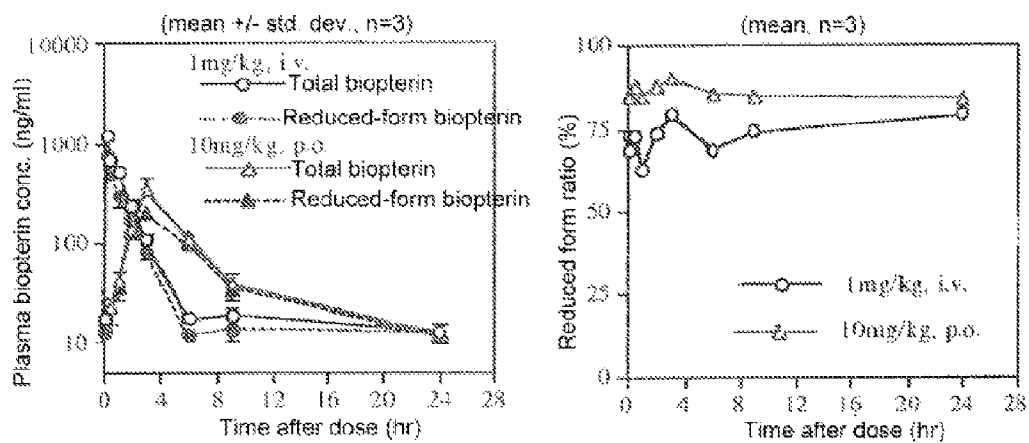 (mean +/- std. dev., n=3)
10000
1000
100
10
Plasma biopterin conc. (ng/ml)
1mg/kg, i.v.
Total biopterin
Reduced-form biopterin
10mg/kg, p.o.
Total biopterin
Reduced-form biopterin
0 4 8 12 16 20 24 28
Time after dose (hr)
(mean, n=3)
100
75
50
25
0
Reduced form ratio (%)
1mg/kg, i.v.
10mg/kg, p.o.
0 4 8 12 16 20 24 28
Time after dose (hr)